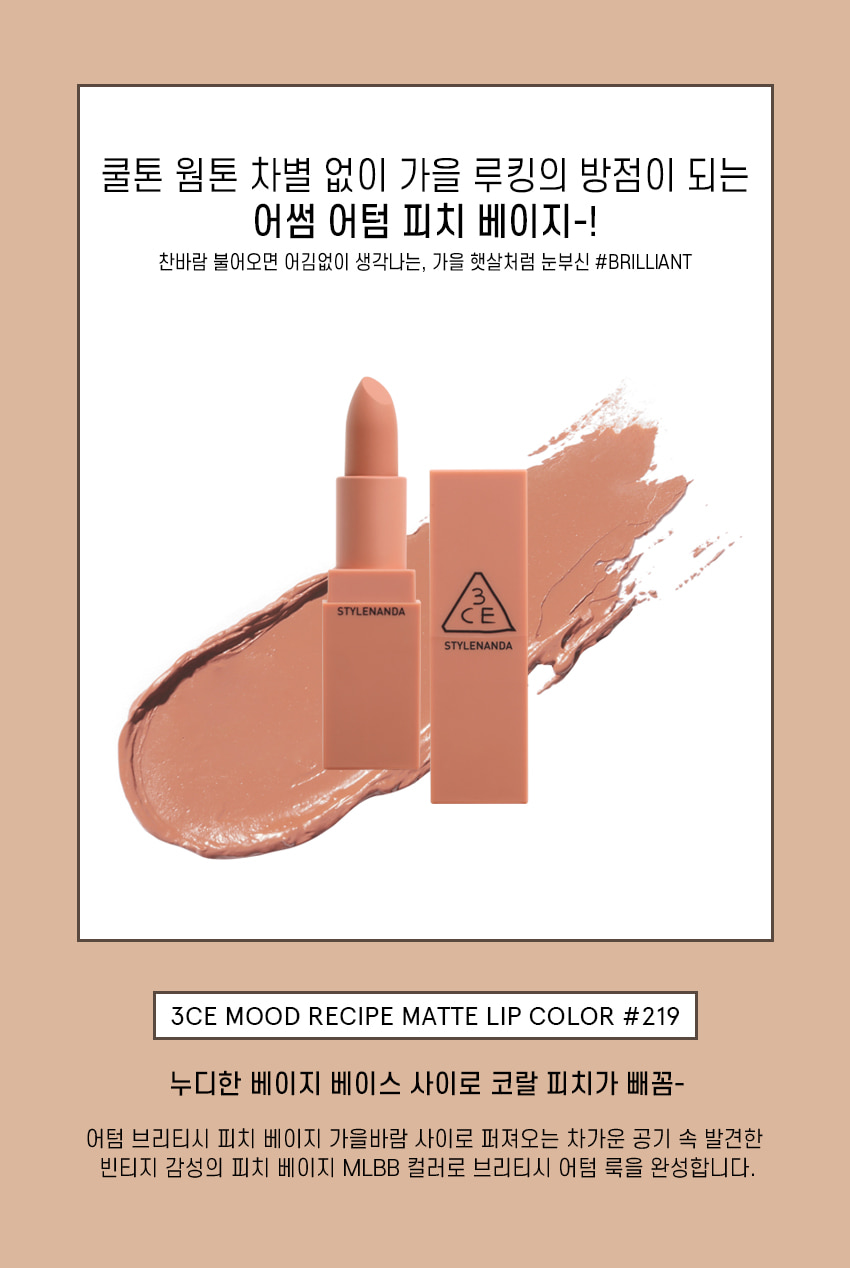 쿨톤 웜톤 차별 없이 가을 루킹의 방점이 되는
어썸 어텀 피치 베이지-!
찬바람 불어오면 어김없이 생각나는, 가을 햇살처럼 눈부신 #BRILLIANT
3
CE
STYLENANDA
STYLENANDA
3CE MOOD RECIPE MATTE LIP COLOR #219
누디한 베이지 베이스 사이로 코랄 피치가 빼꼼-
어텀 브리티시 피치 베이지 가을바람 사이로 퍼져오는 차가운 공기 속 발견한
빈티지 감성의 피치 베이지 MLBB 컬러로 브리티시 어텀 룩을 완성합니다.